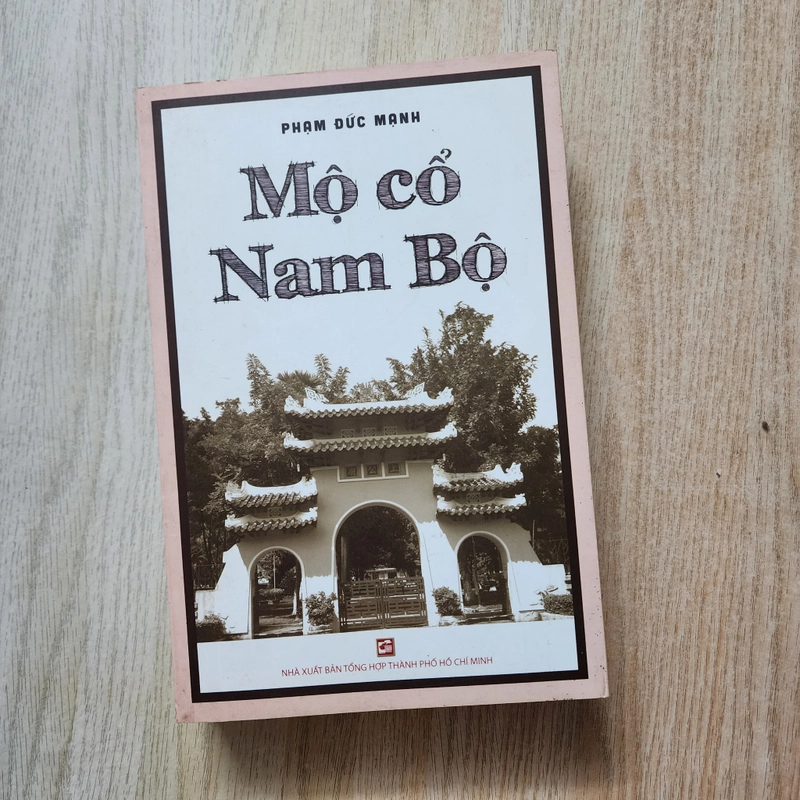 PHẠM ĐỨC MẠNH
Mộ cổ
Nam Bộ
NHÀ XUẤT BẢN TỔNG HỢP THÀNH PHỐ HỒ CHÍ MINH